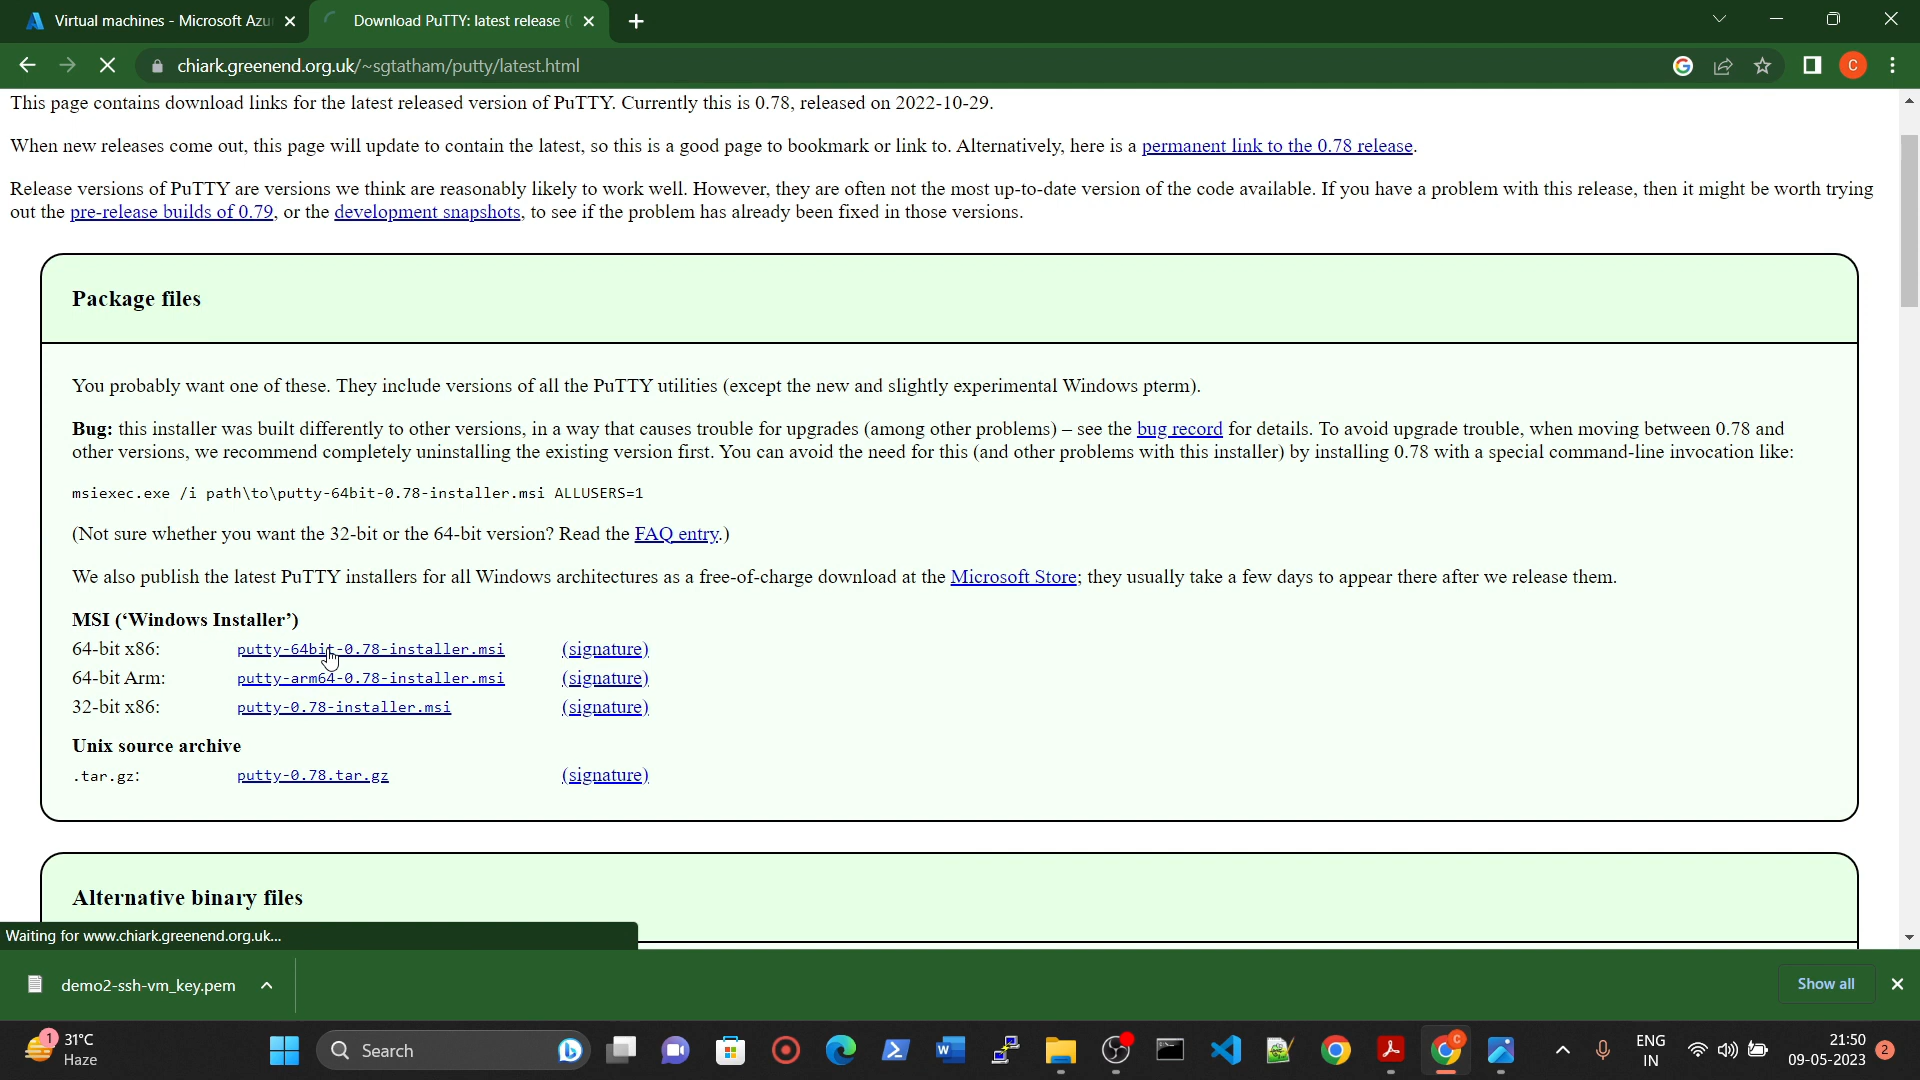 Virtual machines - Microsoft Azu
Download PuTTY: latest release (
chiark.greenend.org.uk/~sgtatham/putty/latest.html
C
This page contains download links for the latest released version of PuTTY. Currently this is 0.78, released on 2022-10-29.
When new releases come out, this page will update to contain the latest, so this is a good page to bookmark or link to. Alternatively, here is a permanent link to the 0.78 release.
Release versions of PuTTY are versions we think are reasonably likely to work well. However, they are often not the most up-to-date version of the code available. If you have a problem with this release, then it might be worth trying
out the pre-release builds of 0.79, or the development snapshots, to see if the problem has already been fixed in those versions.
Package files
You probably want one of these. They include versions of all the PuTTY utilities (except the new and slightly experimental Windows pterm).
Bug: this installer was built differently to other versions, in a way that causes trouble for upgrades (among other problems) – see the bug record for details. To avoid upgrade trouble, when moving between 0.78 and
other versions, we recommend completely uninstalling the existing version first. You can avoid the need for this (and other problems with this installer) by installing 0.78 with a special command-line invocation like:
msiexec.exe /i path\to\putty-64bit-0.78-installer.msi ALLUSERS=1
(Not sure whether you want the 32-bit or the 64-bit version? Read the FAQ entry.)
We also publish the latest PuTTY installers for all Windows architectures as a free-of-charge download at the Microsoft Store; they usually take a few days to appear there after we release them.
MSI (‘Windows Installer’)
64-bit x86: putty-64bit-0.78-installer.msi (signature)
64-bit Arm: putty-arm64-0.78-installer.msi (signature)
32-bit x86: putty-0.78-installer.msi (signature)
Unix source archive
.tar.gz: putty-0.78.tar.gz (signature)
Alternative binary files
Waiting for www.chiark.greenend.org.uk...
demo2-ssh-vm_key.pem
Show all
1
31°C
Haze
Search
ENG
IN
21:50
09-05-2023
2